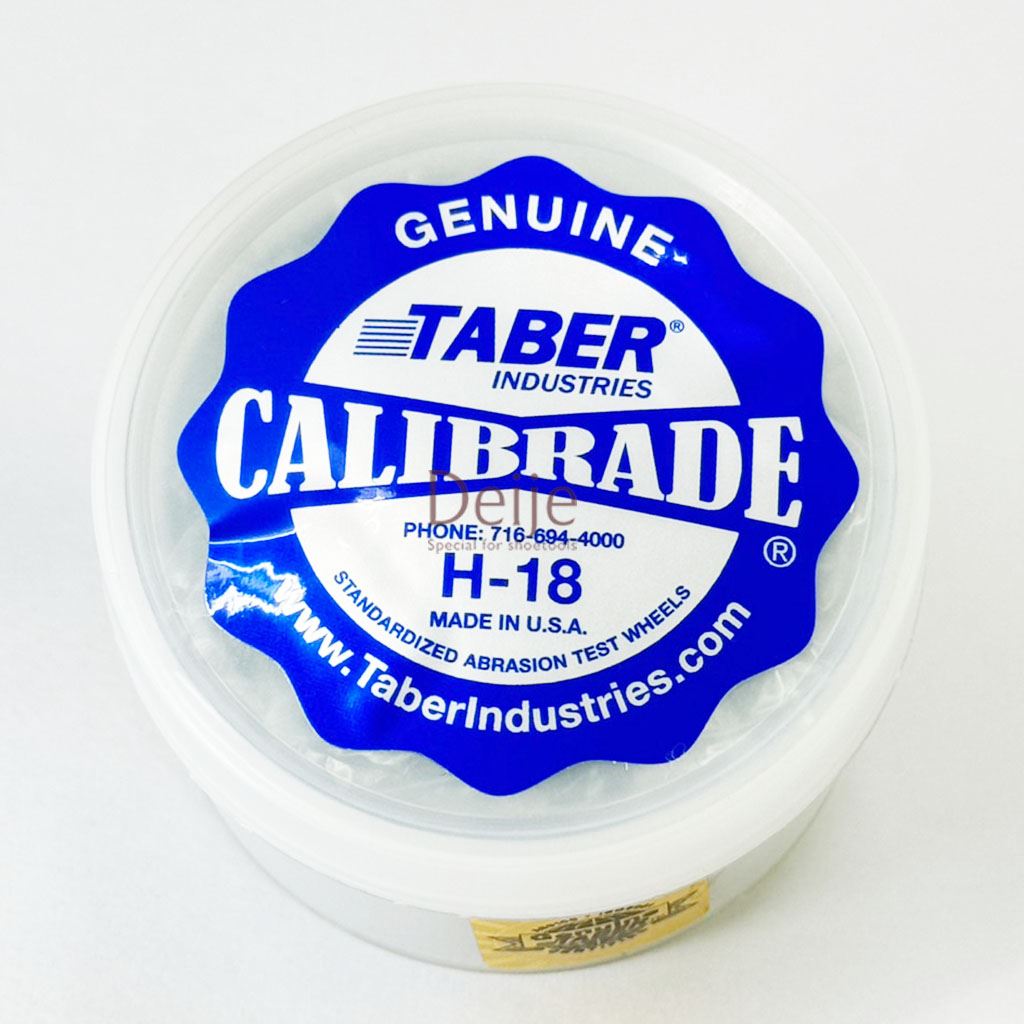 GENUINE
TABER®
INDUSTRIES
CALIBRADE
®
Deije
PHONE: 716-694-4000
Special for shoetools
H-18
MADE IN U.S.A.
STANDARDIZED ABRASION TEST WHEELS
www.TaberIndustries.com